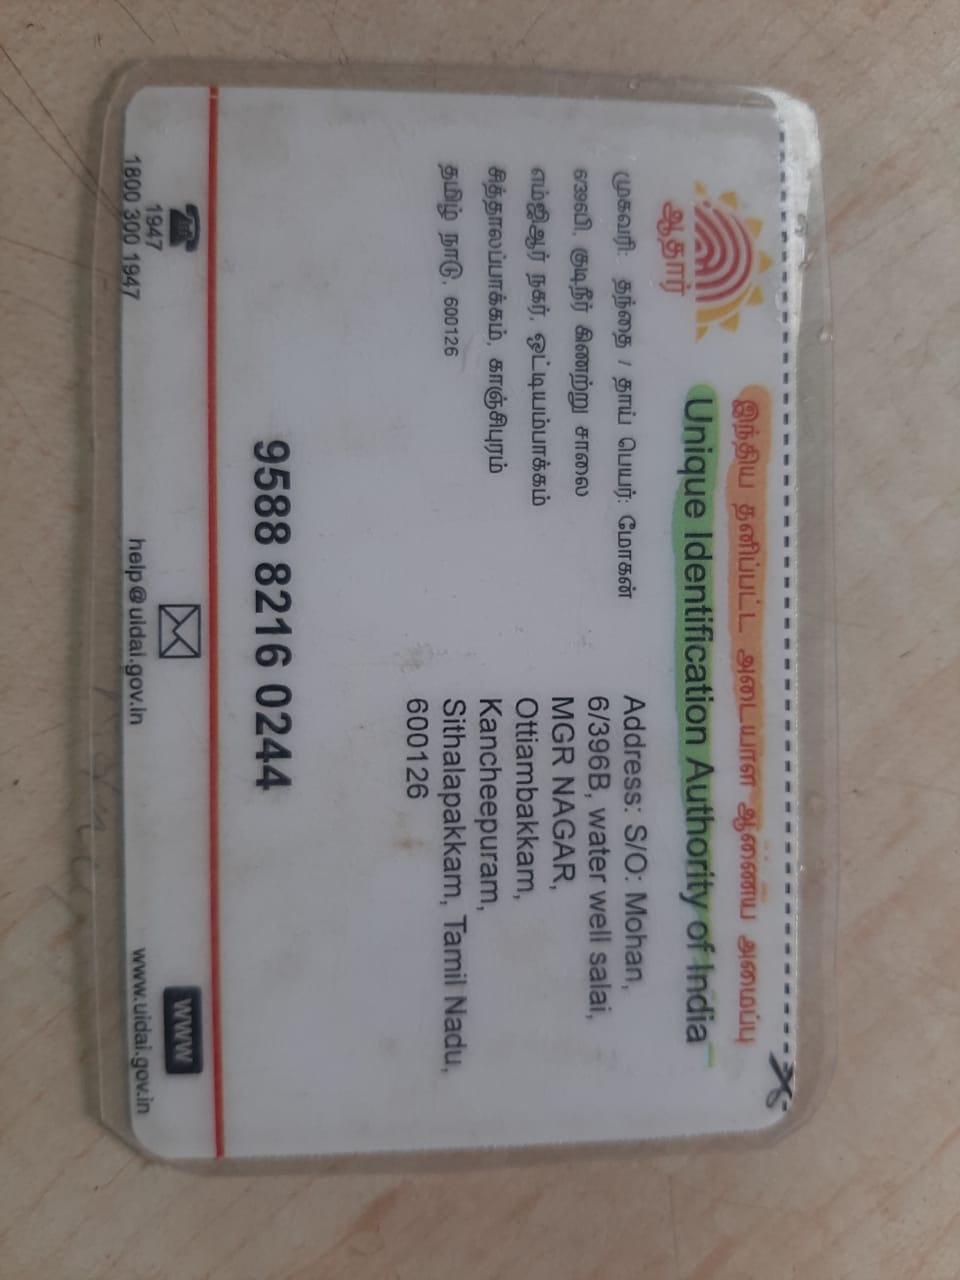 இந்திய தனிப்பட்ட அடையாள ஆணைய அமைப்பு
Unique Identification Authority of India
ஆதார்
முகவரி: தந்தை / தாய் பெயர்: மோகன்
6/396பி, குடிநீர் கிணற்று சாலை
எம்ஜிஆர் நகர், ஒட்டியம்பாக்கம்
சித்தாலப்பாக்கம், காஞ்சிபுரம்
தமிழ் நாடு, 600126
Address: S/O: Mohan,
6/396B, water well salai,
MGR NAGAR,
Ottiambakkam,
Kancheepuram,
Sithalapakkam, Tamil Nadu,
600126
9588 8216 0244
1947
1800 300 1947
help@uidai.gov.in
WWW
www.uidai.gov.in